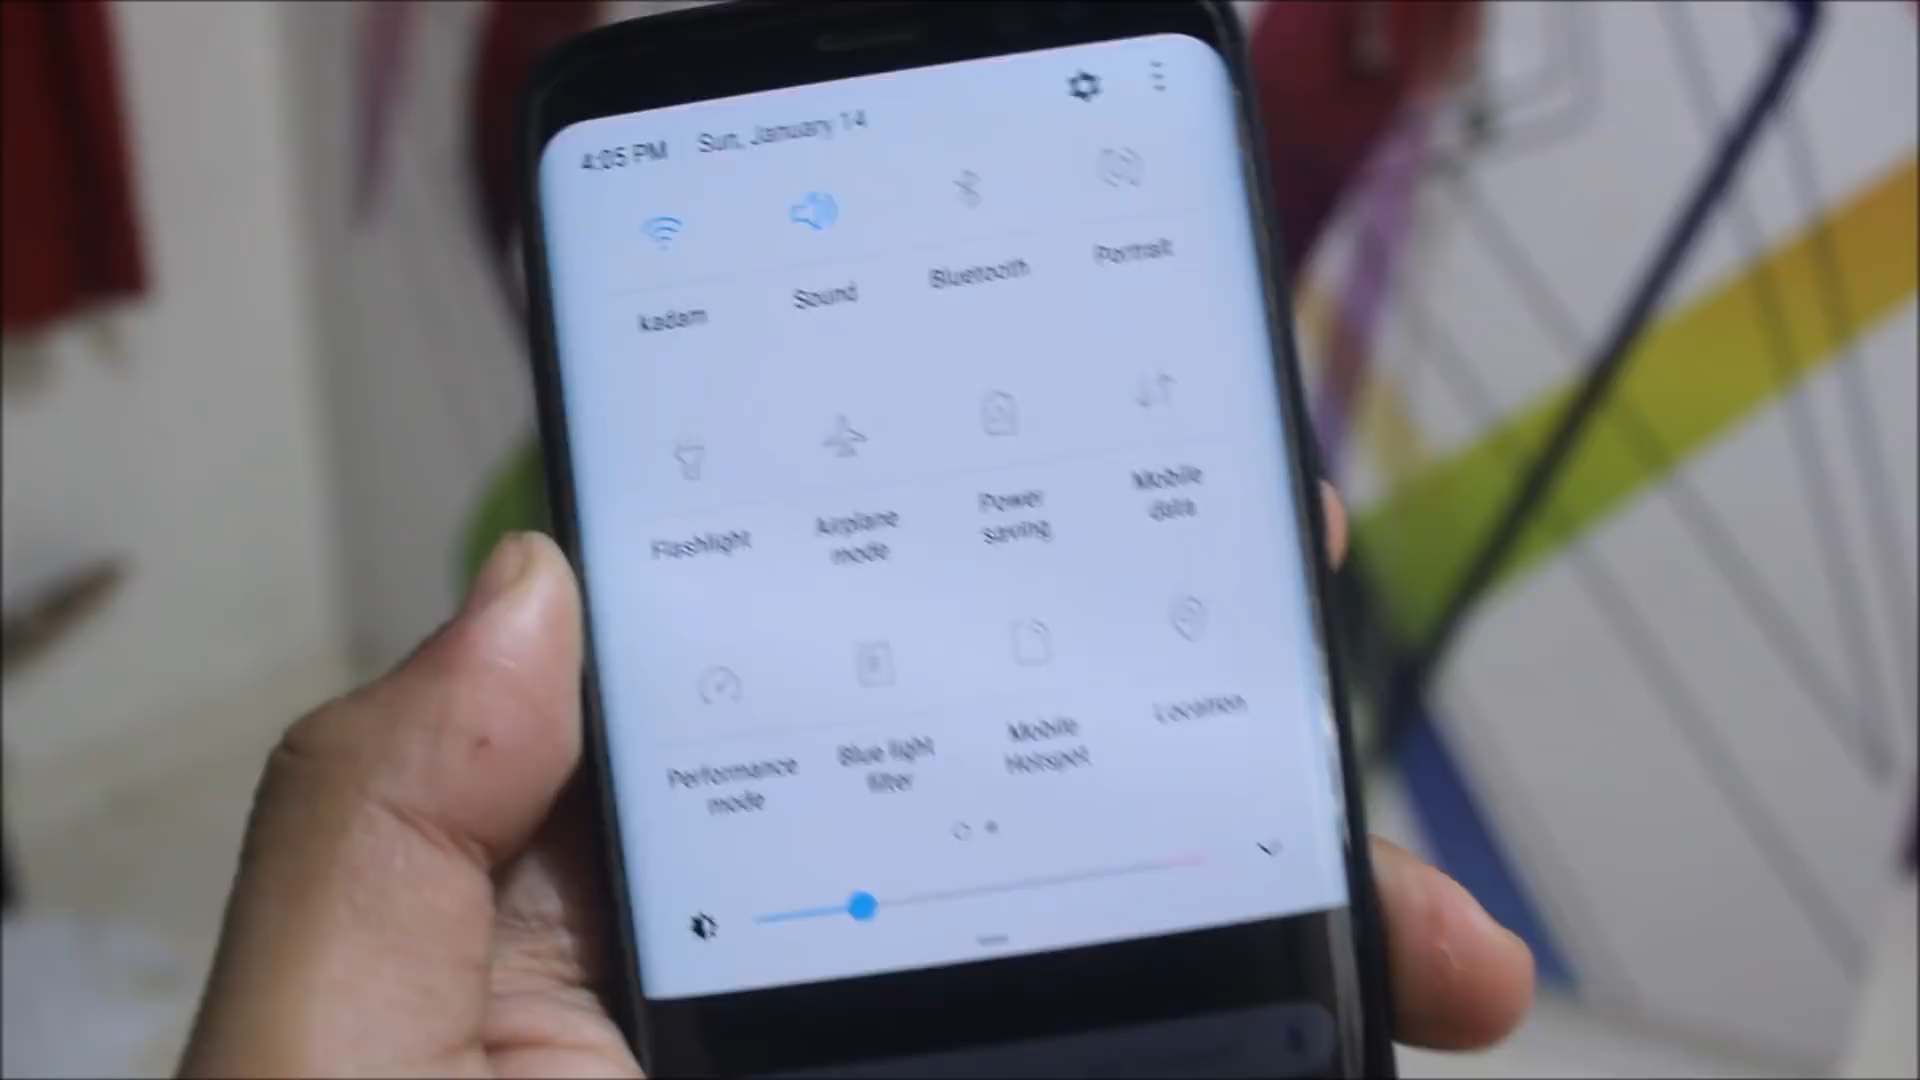 4:05 PM Sun, January 14
kadam Sound Bluetooth Portrait
Flashlight Airplane mode Power saving Mobile data
Performance mode Blue light filter Mobile Hotspot Location